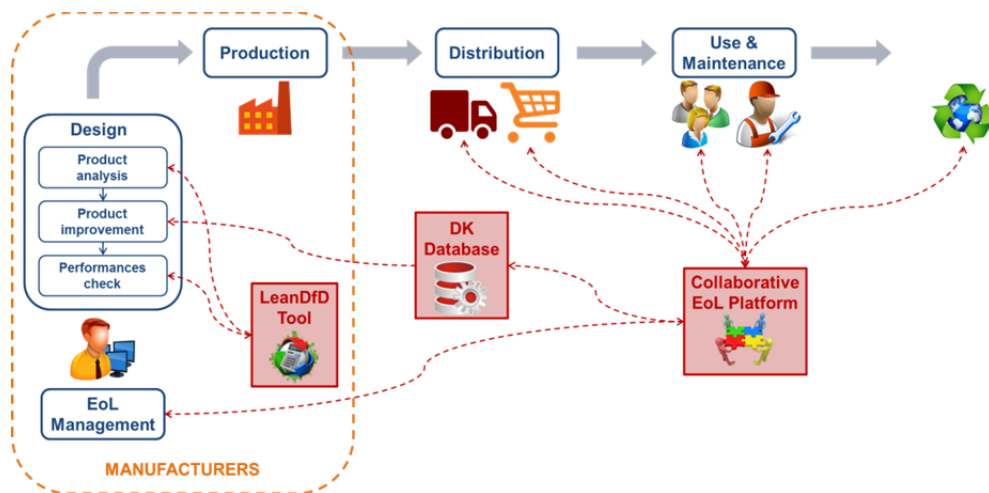 Production
Distribution
Use &
Maintenance
Design
Product
analysis
Product
improvement
Performances
check
DK
Database
LeanDfD
Tool
Collaborative
EoL Platform
EoL
Management
MANUFACTURERS